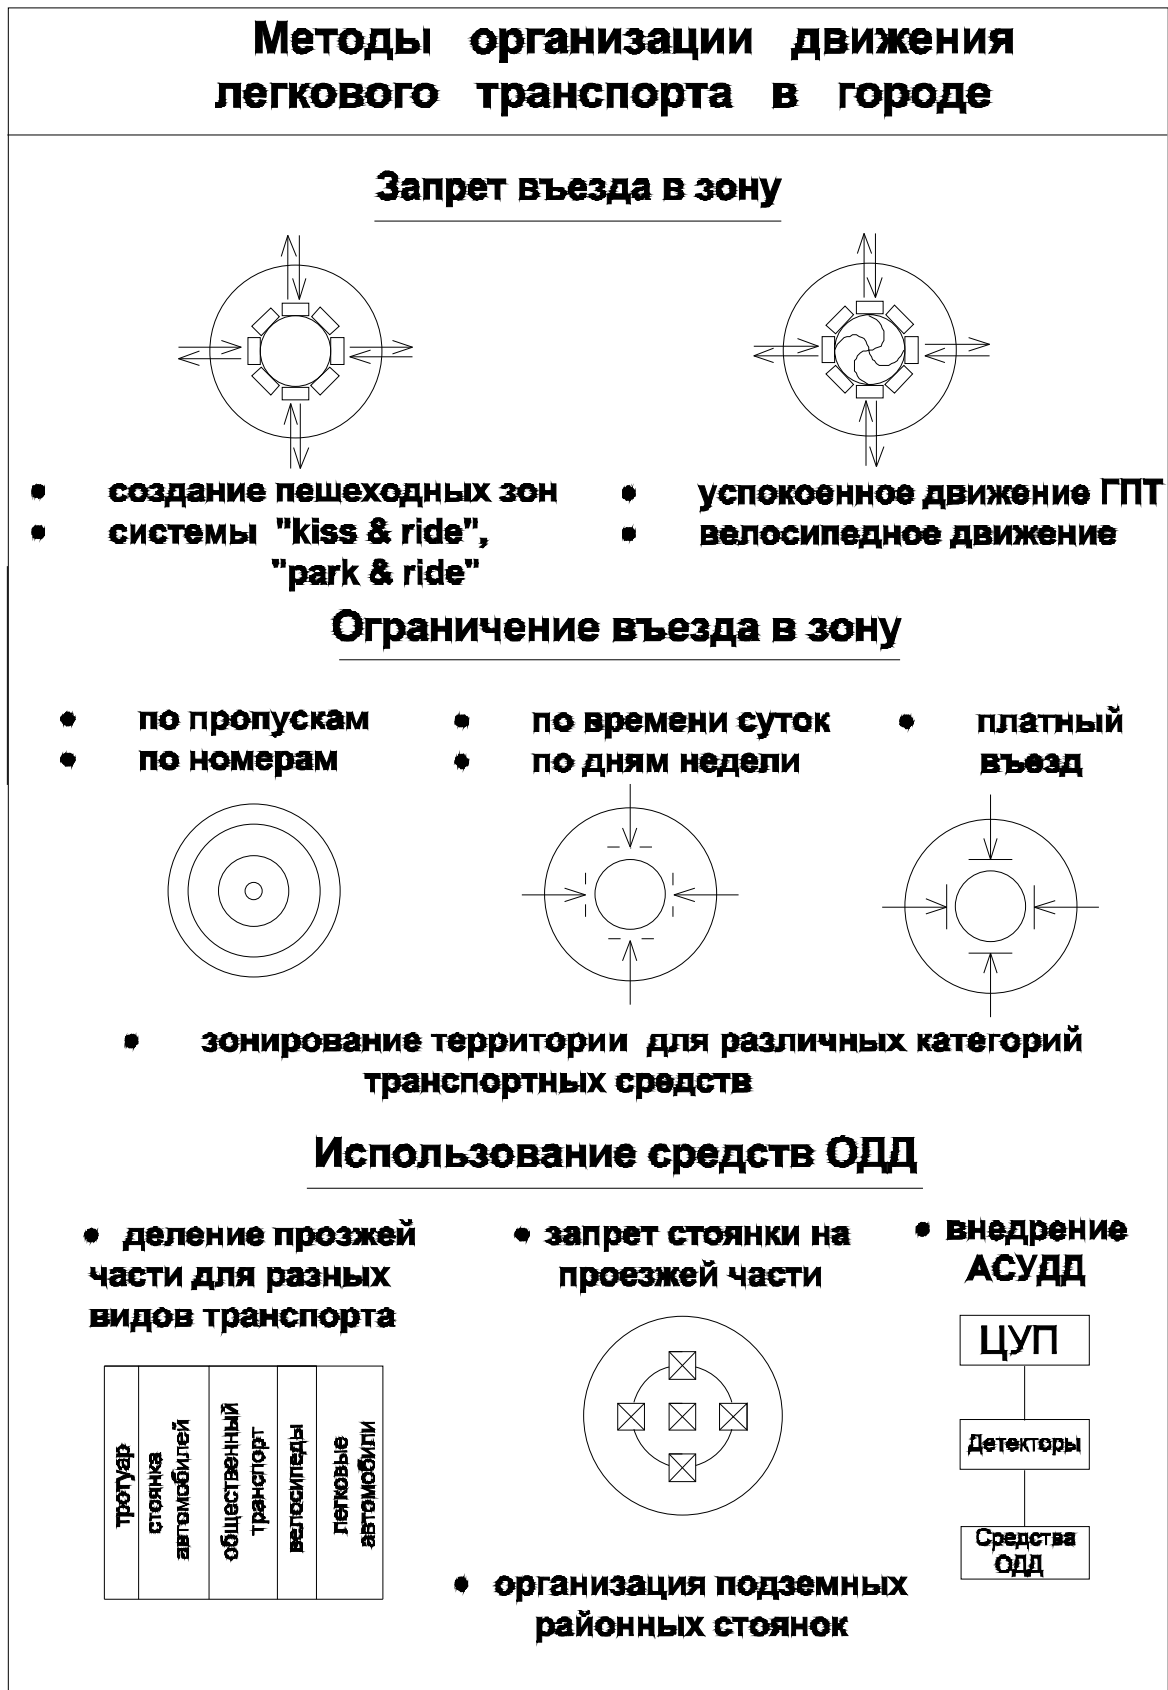 Методы организации движения
легкового транспорта в городе
Запрет въезда в зону
• создание пешеходных зон
• системы "kiss & ride",
"park & ride"
• успокоенное движение ГПТ
• велосипедное движение
Ограничение въезда в зону
• по пропускам
• по номерам
• по времени суток
• по дням недели
• платный
въезд
• зонирование территории для различных категорий
транспортных средств
Использование средств ОДД
• деление прозжей
части для разных
видов транспорта
тротуар
стоянка
автомобилей
общественный
транспорт
велосипеды
легковые
автомобили
• запрет стоянки на
проезжей части
• организация подземных
районных стоянок
• внедрение
АСУДД
ЦУП
Детекторы
Средства
ОДД